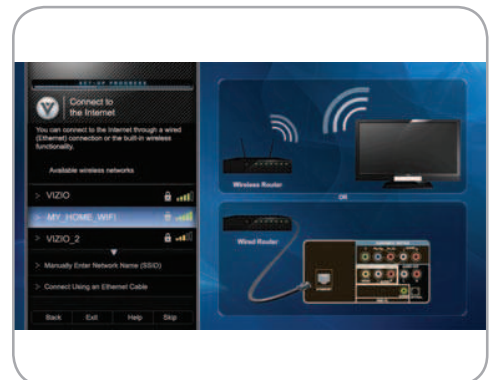 SET-UP PROGRESS
V
Connect to
the Internet
You can connect to the Internet through a wired
(Ethernet) connection or the built-in wireless
functionality.
Available wireless networks
> VIZIO
> MY_HOME_WIFI
> VIZIO_2
> Manually Enter Network Name (SSID)
> Connect Using an Ethernet Cable
Back Exit Help Skip
Wireless Router
OR
Wired Router
ETHERNET